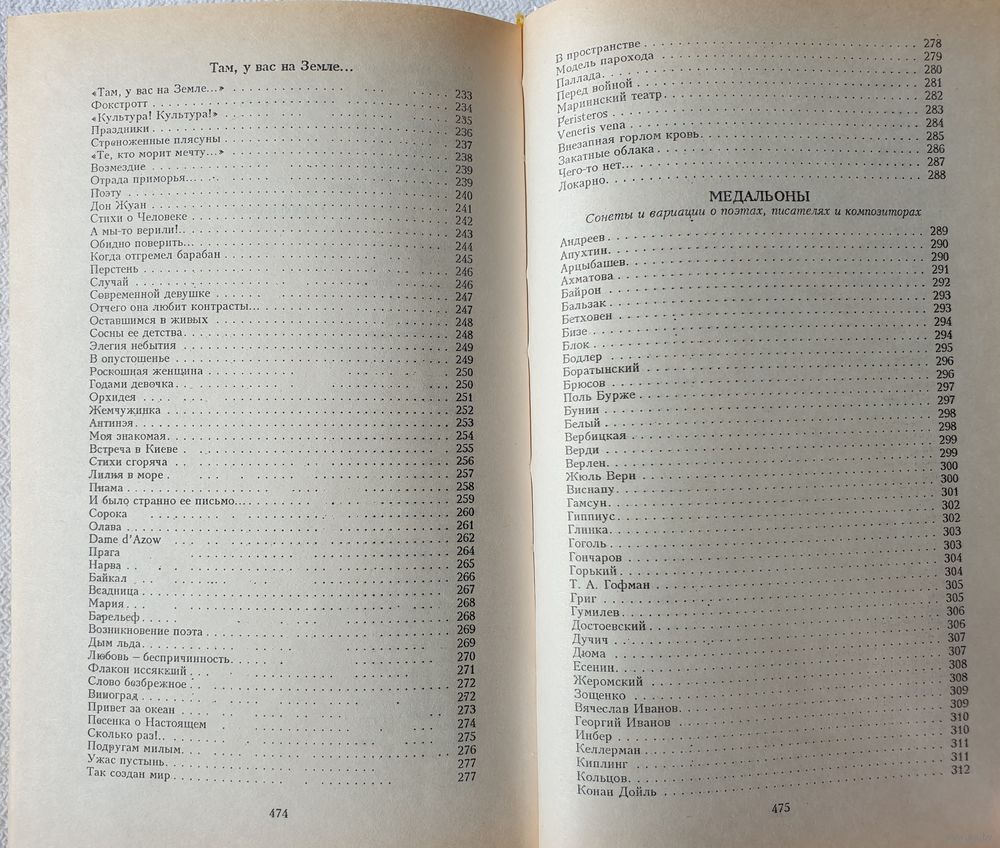 Там, у вас на Земле...
«Там, у вас на Земле...» 233
Фокстротт 234
«Культура! Культура!» 235
Праздники 236
Стреноженные плясуны 237
«Те, кто морит мечту...» 238
Возмездие 239
Отрада приморья... 239
Поэту 240
Дон Жуан 241
Стихи о Человеке 242
А мы-то верили!.. 243
Обидно поверить... 244
Когда отгремел барабан 245
Перстень 246
Случай 246
Современной девушке 247
Отчего она любит контрасты... 247
Оставшимся в живых 248
Сосны ее детства 248
Элегия небытия 249
В опустошенье 249
Роскошная женщина 250
Годами девочка 250
Орхидея 251
Жемчужинка 252
Антинэя 253
Моя знакомая 254
Встреча в Киеве 255
Стихи сгоряча 256
Лилия в море 257
Пиама 258
И было странно ее письмо... 259
Сорока 260
Олава 261
Dame d'Azow 262
Прага 264
Нарва 265
Байкал 266
Всадница 267
Мария 268
Барельеф 268
Возникновение поэта 269
Дым льда 269
Любовь — беспричинность 270
Флакон иссякший 271
Слово безбрежное 272
Виноград 272
Привет за океан 273
Песенка о Настоящем 274
Сколько раз!.. 275
Подругам милым 276
Ужас пустынь 277
Так создан мир 277
474
В пространстве 278
Модель парохода 279
Паллада 280
Перед войной 281
Мариинский театр 282
Peristeros 283
Veneris vena 284
Внезапная горлом кровь 285
Закатные облака 286
Чего-то нет... 287
Локарно 288
МЕДАЛЬОНЫ
Сонеты и вариации о поэтах, писателях и композиторах
Андреев 289
Апухтин 290
Арцыбашев 290
Ахматова 291
Байрон 292
Бальзак 293
Бетховен 293
Бизе 294
Блок 294
Бодлер 295
Боратынский 296
Брюсов 296
Поль Бурже 297
Бунин 297
Белый 298
Вербицкая 298
Верди 299
Верлен 299
Жюль Верн 300
Виснапу 300
Гамсун 301
Гиппиус 302
Глинка 302
Гоголь 303
Гончаров 303
Горький 304
Т. А. Гофман 304
Григ 305
Гумилев 305
Достоевский 306
Дучич 306
Дюма 307
Есенин 307
Жеромский 308
Зощенко 308
Вячеслав Иванов 309
Георгий Иванов 309
Инбер 310
Келлерман 310
Киплинг 311
Кольцов 311
Конан Дойль 312
475